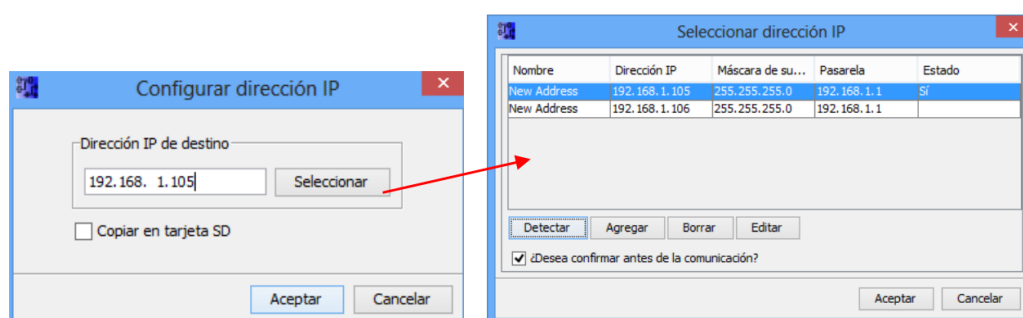 Configurar dirección IP
Dirección IP de destino
192.168. 1.105
Seleccionar
Copiar en tarjeta SD
Aceptar Cancelar
Seleccionar dirección IP
Nombre Dirección IP Máscara de su... Pasarela Estado
New Address 192.168.1.105 255.255.255.0 192.168.1.1 Sí
New Address 192.168.1.106 255.255.255.0 192.168.1.1
Detectar Agregar Borrar Editar
¿Desea confirmar antes de la comunicación?
Aceptar Cancelar